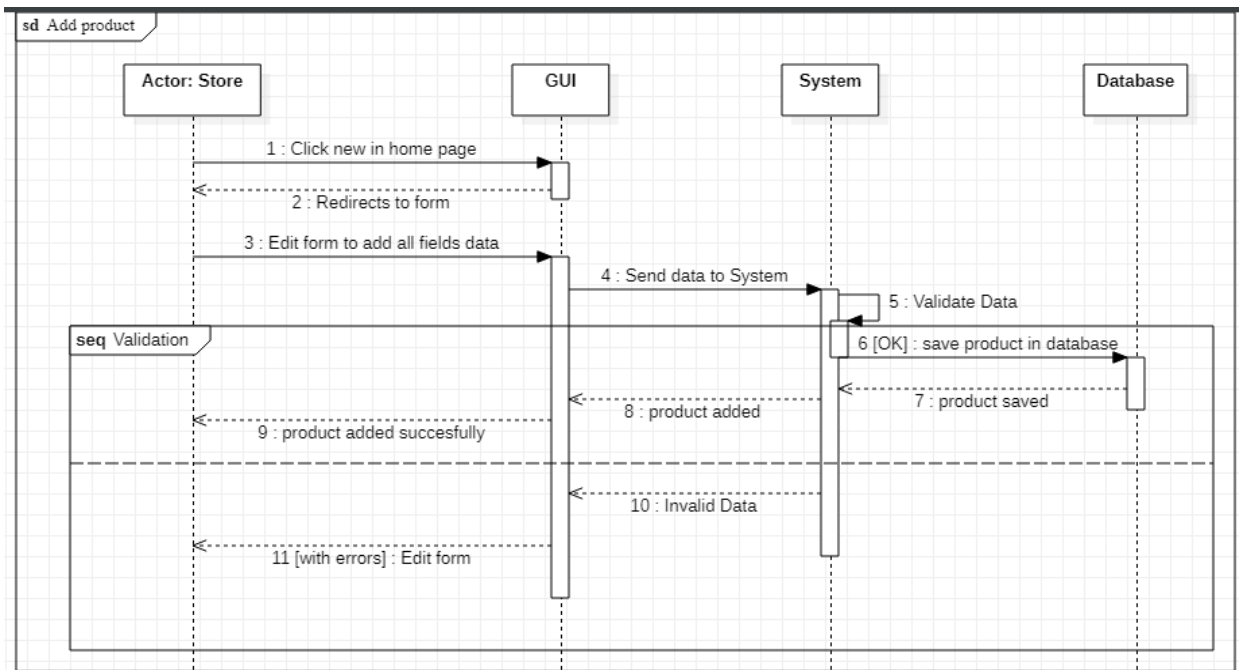 sd Add product
Actor: Store
GUI
System
Database
1 : Click new in home page
2 : Redirects to form
3 : Edit form to add all fields data
4 : Send data to System
5 : Validate Data
seq Validation
6 [OK] : save product in database
7 : product saved
8 : product added
9 : product added succesfully
10 : Invalid Data
11 [with errors] : Edit form